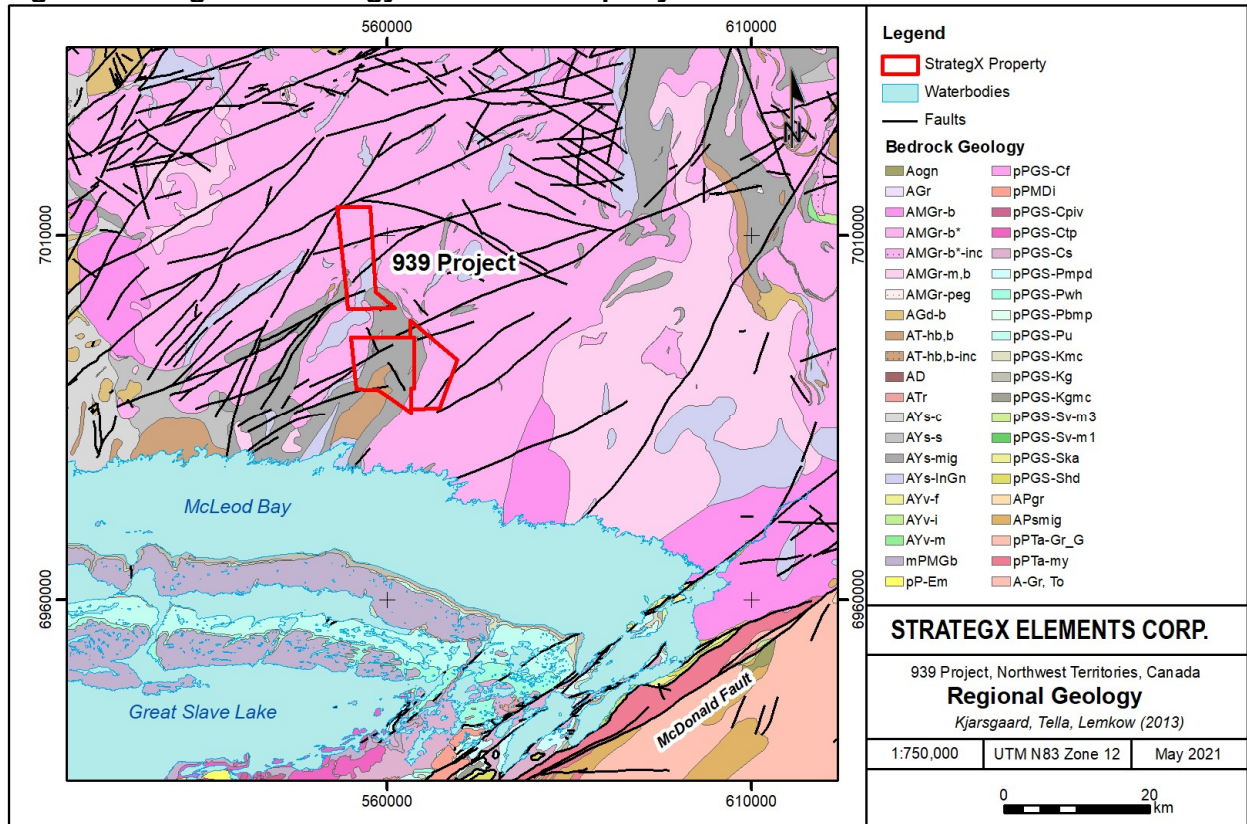 560000
610000
7010000
7010000
939 Project
McLeod Bay
6960000
6960000
Great Slave Lake
McDonald Fault
560000
610000
N
Legend
StrategX Property
Waterbodies
Faults
Bedrock Geology
Aogn
AGr
AMGr-b
AMGr-b*
AMGr-b*-inc
AMGr-m,b
AMGr-peg
AGd-b
AT-hb,b
AT-hb,b-inc
AD
ATr
AYs-c
AYs-s
AYs-mig
AYs-InGn
AYv-f
AYv-i
AYv-m
mPMGb
pP-Em
pPGS-Cf
pPMDi
pPGS-Cpiv
pPGS-Ctp
pPGS-Cs
pPGS-Pmpd
pPGS-Pwh
pPGS-Pbmp
pPGS-Pu
pPGS-Kmc
pPGS-Kg
pPGS-Kgmc
pPGS-Sv-m3
pPGS-Sv-m1
pPGS-Ska
pPGS-Shd
APgr
APsmig
pPTa-Gr_G
pPTa-my
A-Gr, To
STRATEGX ELEMENTS CORP.
939 Project, Northwest Territories, Canada
Regional Geology
Kjarsgaard, Tella, Lemkow (2013)
1:750,000
UTM N83 Zone 12
May 2021
0 20
km